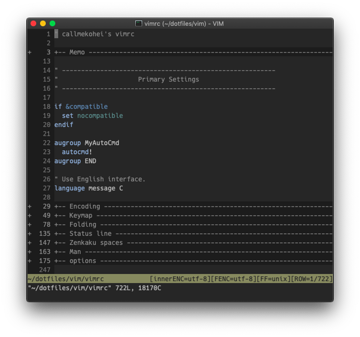 vimrc (~/dotfiles/vim) - VIM
1 " callmekohei's vimrc
2
+ 3 +-- Memo ----------------------------------------------------------------
13
14 " -------------------------------------------------------
15 " Primary Settings
16 " -------------------------------------------------------
17
18 if &compatible
19 set nocompatible
20 endif
21
22 augroup MyAutoCmd
23 autocmd!
24 augroup END
25
26 " Use English interface.
27 language message C
28
+ 29 +-- Encoding ------------------------------------------------------------
+ 49 +-- Keymap --------------------------------------------------------------
+ 78 +-- Folding -------------------------------------------------------------
+ 135 +-- Status line ---------------------------------------------------------
+ 147 +-- Zenkaku spaces ------------------------------------------------------
+ 163 +-- Man -----------------------------------------------------------------
+ 175 +-- options -------------------------------------------------------------
247
~/dotfiles/vim/vimrc [innerENC=utf-8][FENC=utf-8][FF=unix][ROW=1/722]
"~/dotfiles/vim/vimrc" 722L, 18170C